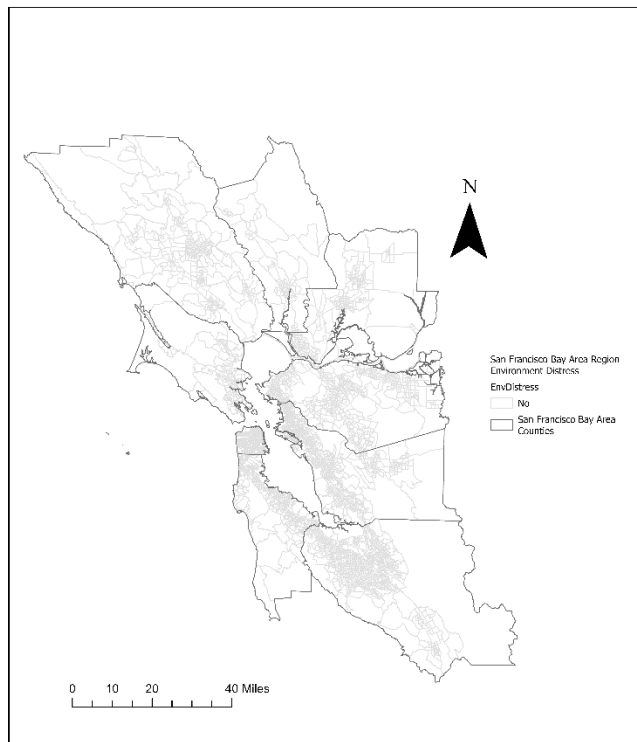 N
San Francisco Bay Area Region
Environment Distress
EnvDistress
No
San Francisco Bay Area
Counties
0 10 20 40 Miles